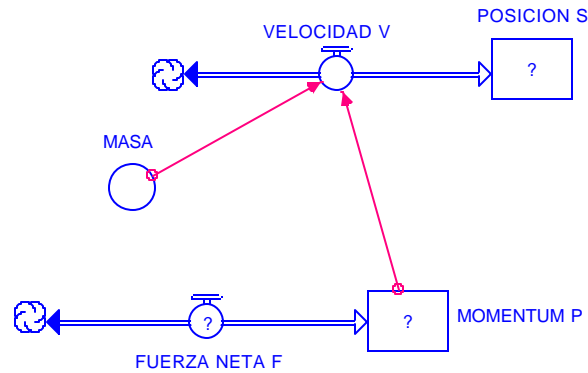 POSICION S
VELOCIDAD V
?
MASA
?
?
MOMENTUM P
FUERZA NETA F